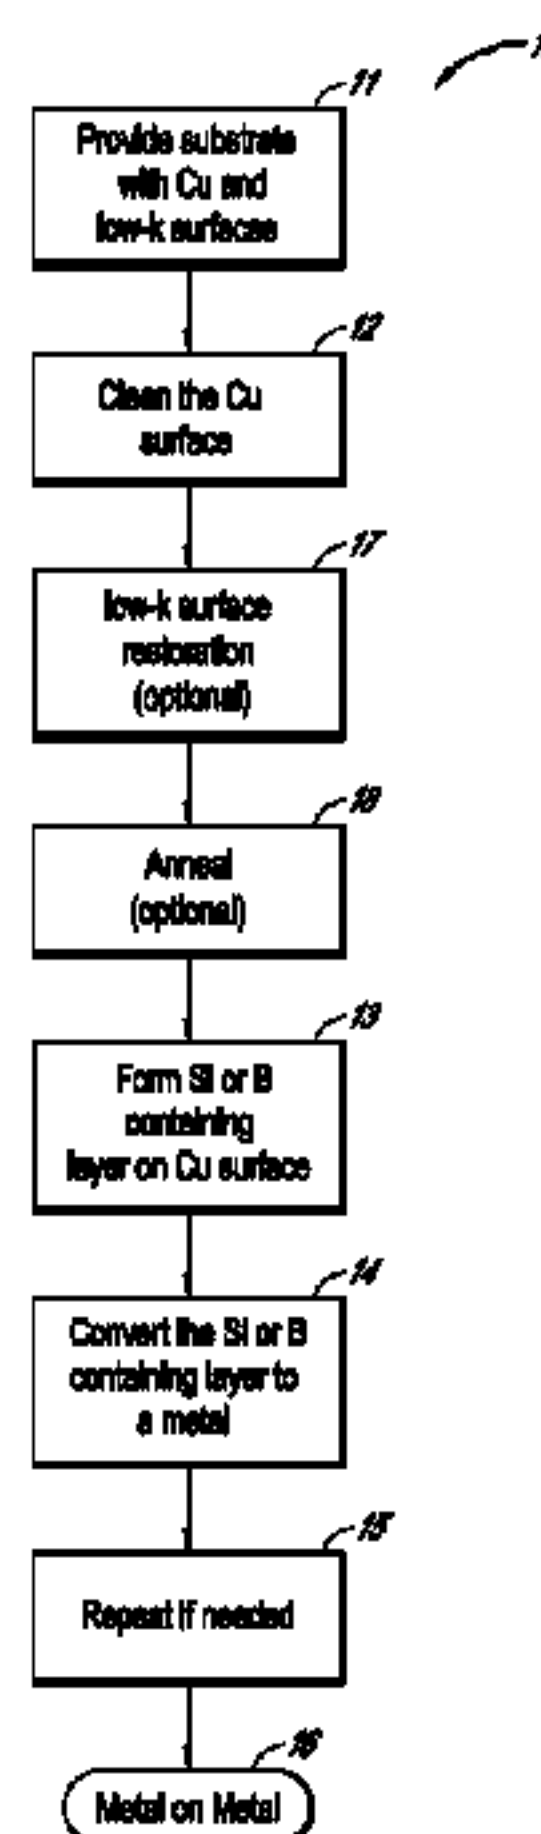 11
Provide substrate
with Cu and
low-k surfaces
12
Clean the Cu
surface
17
low-k surface
restoration
(optional)
Anneal
(optional)
13
Form Si or B
containing
layer on Cu surface
14
Convert the Si or B
containing layer to
a metal
15
Repeat if needed
16
Metal on Metal